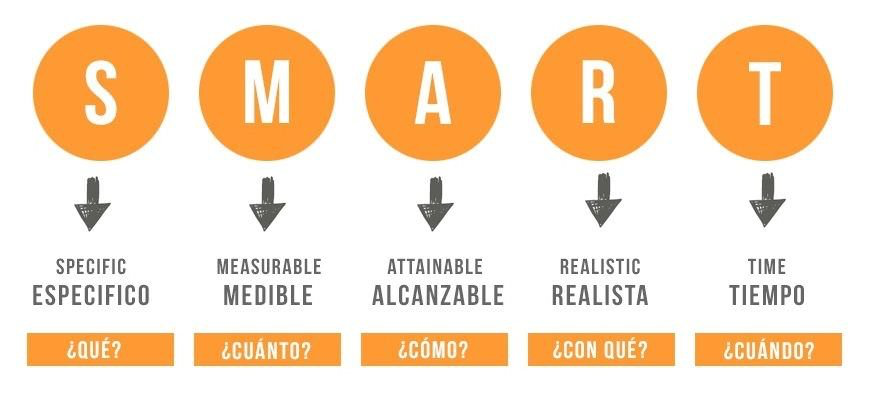 S M A R T
SPECIFIC MEASURABLE ATTAINABLE REALISTIC TIME
ESPECIFICO MEDIBLE ALCANZABLE REALISTA TIEMPO
¿QUÉ? ¿CUÁNTO? ¿CÓMO? ¿CON QUÉ? ¿CUÁNDO?